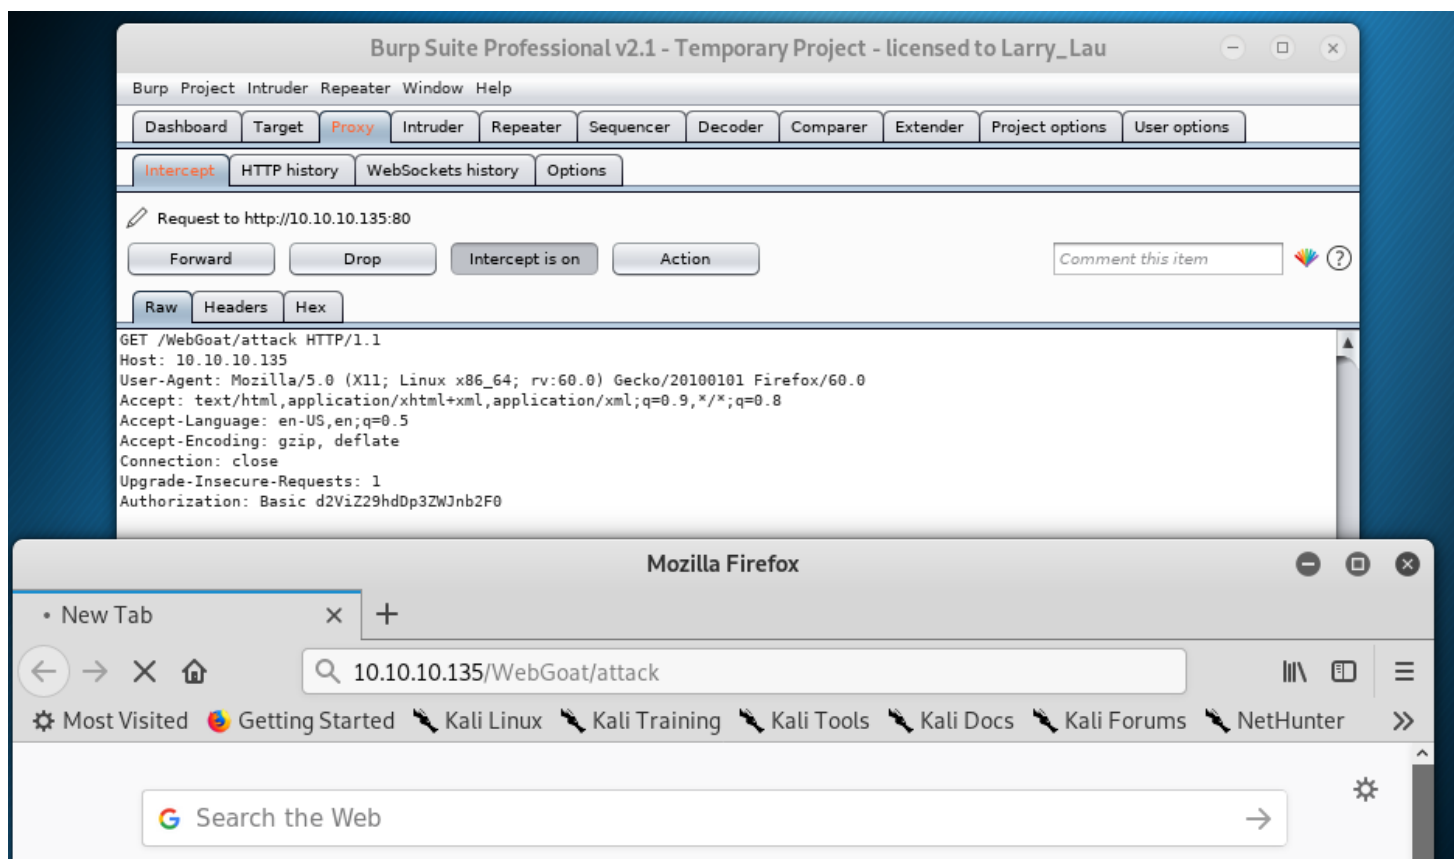 Burp Suite Professional v2.1 - Temporary Project - licensed to Larry_Lau
Burp Project Intruder Repeater Window Help
Dashboard Target Proxy Intruder Repeater Sequencer Decoder Comparer Extender Project options User options
Intercept HTTP history WebSockets history Options
Request to http://10.10.10.135:80
Forward Drop Intercept is on Action Comment this item ?
Raw Headers Hex
GET /WebGoat/attack HTTP/1.1
Host: 10.10.10.135
User-Agent: Mozilla/5.0 (X11; Linux x86_64; rv:60.0) Gecko/20100101 Firefox/60.0
Accept: text/html,application/xhtml+xml,application/xml;q=0.9,*/*;q=0.8
Accept-Language: en-US,en;q=0.5
Accept-Encoding: gzip, deflate
Connection: close
Upgrade-Insecure-Requests: 1
Authorization: Basic d2ViZ29hdDp3ZWJnb2F0
Mozilla Firefox
• New Tab
10.10.10.135/WebGoat/attack
Most Visited Getting Started Kali Linux Kali Training Kali Tools Kali Docs Kali Forums NetHunter
G Search the Web